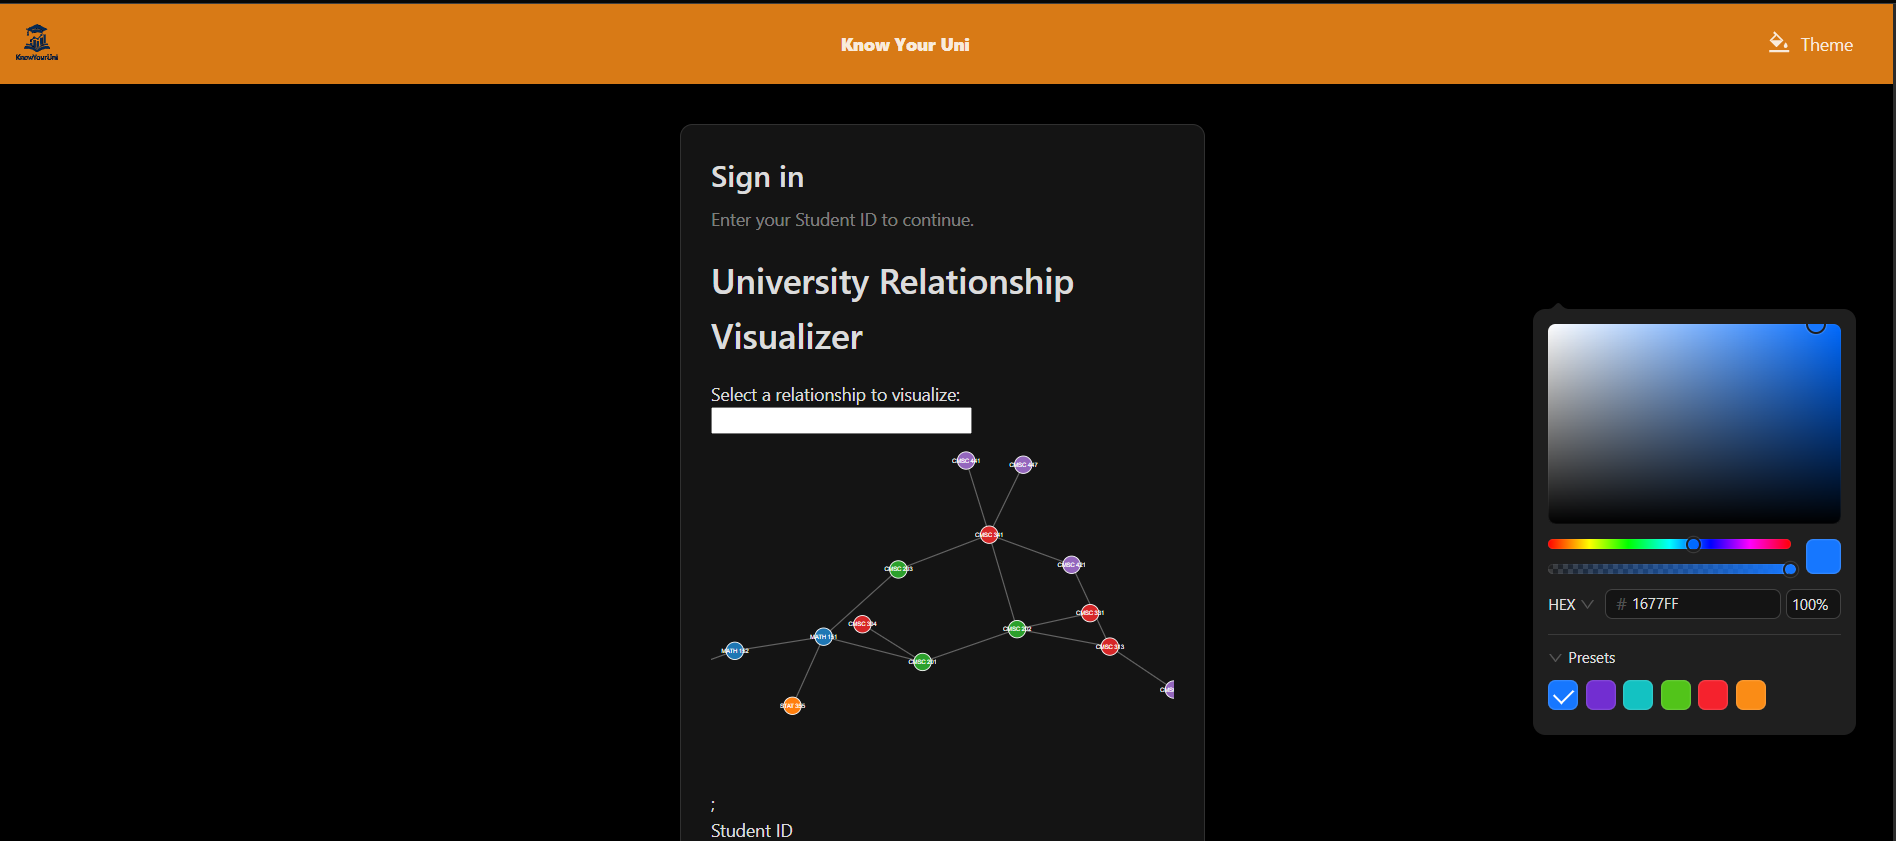 KnowYourUni
Know Your Uni
Theme
Sign in
Enter your Student ID to continue.
University Relationship
Visualizer
Select a relationship to visualize:
CMSC 441
CMSC 447
CMSC 341
CMSC 203
CMSC 421
CMSC 304
CMSC 331
MATH 151
CMSC 202
MATH 152
CMSC 201
CMSC 313
STAT 355
;
Student ID
HEX
# 1677FF
100%
Presets